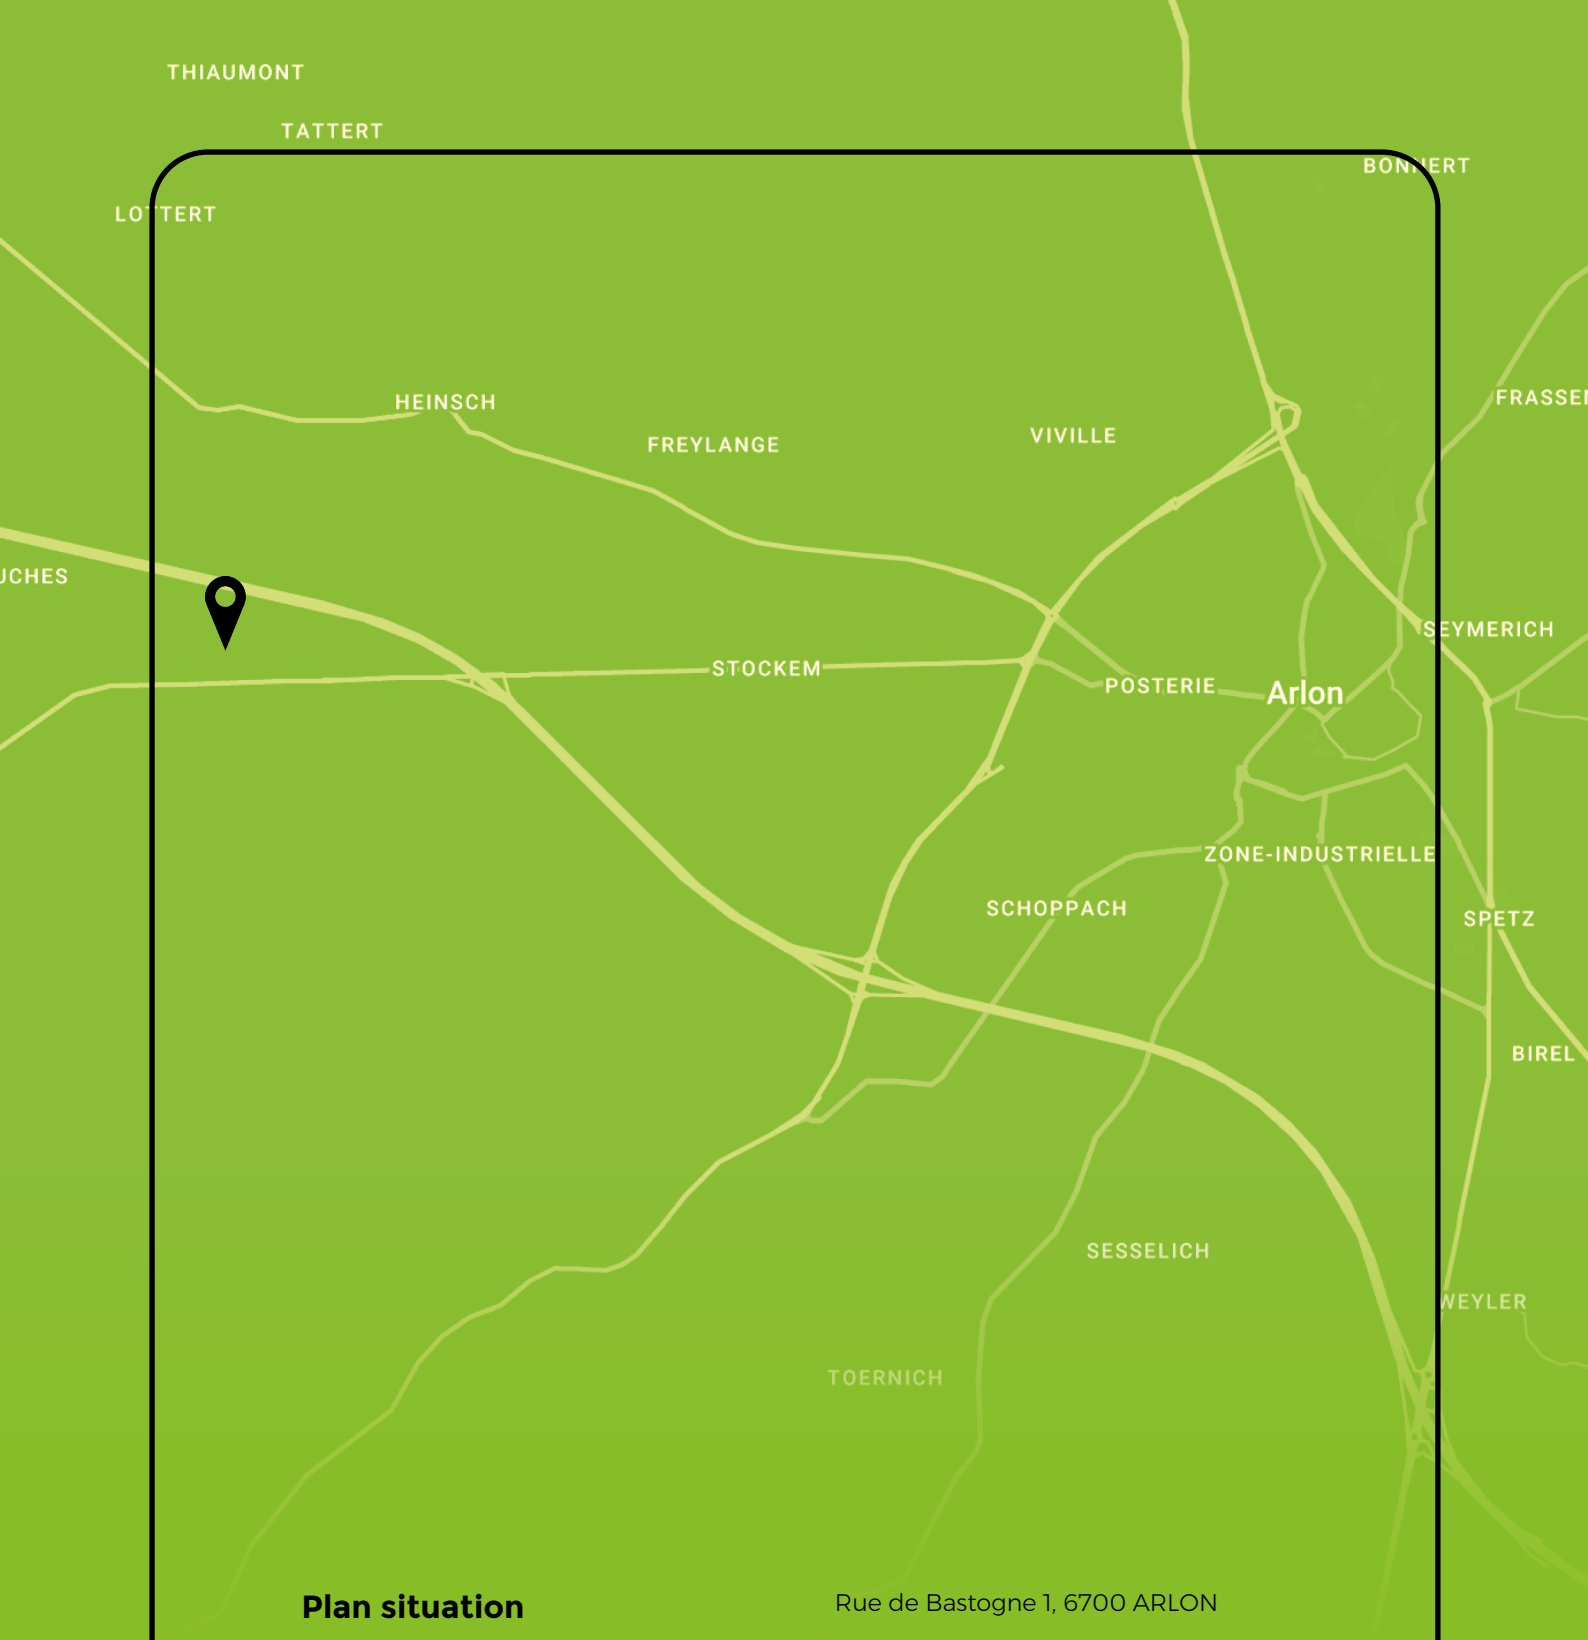 THIAUMONT
TATTERT
BONNERT
LOTTERT
FRASSEN
HEINSCH
VIVILLE
FREYLANGE
UCHES
SEYMERICH
STOCKEM
POSTERIE
Arlon
ZONE-INDUSTRIELLE
SCHOPPACH
SPETZ
BIREL
SESSELICH
WEYLER
TOERNICH
Plan situation
Rue de Bastogne 1, 6700 ARLON